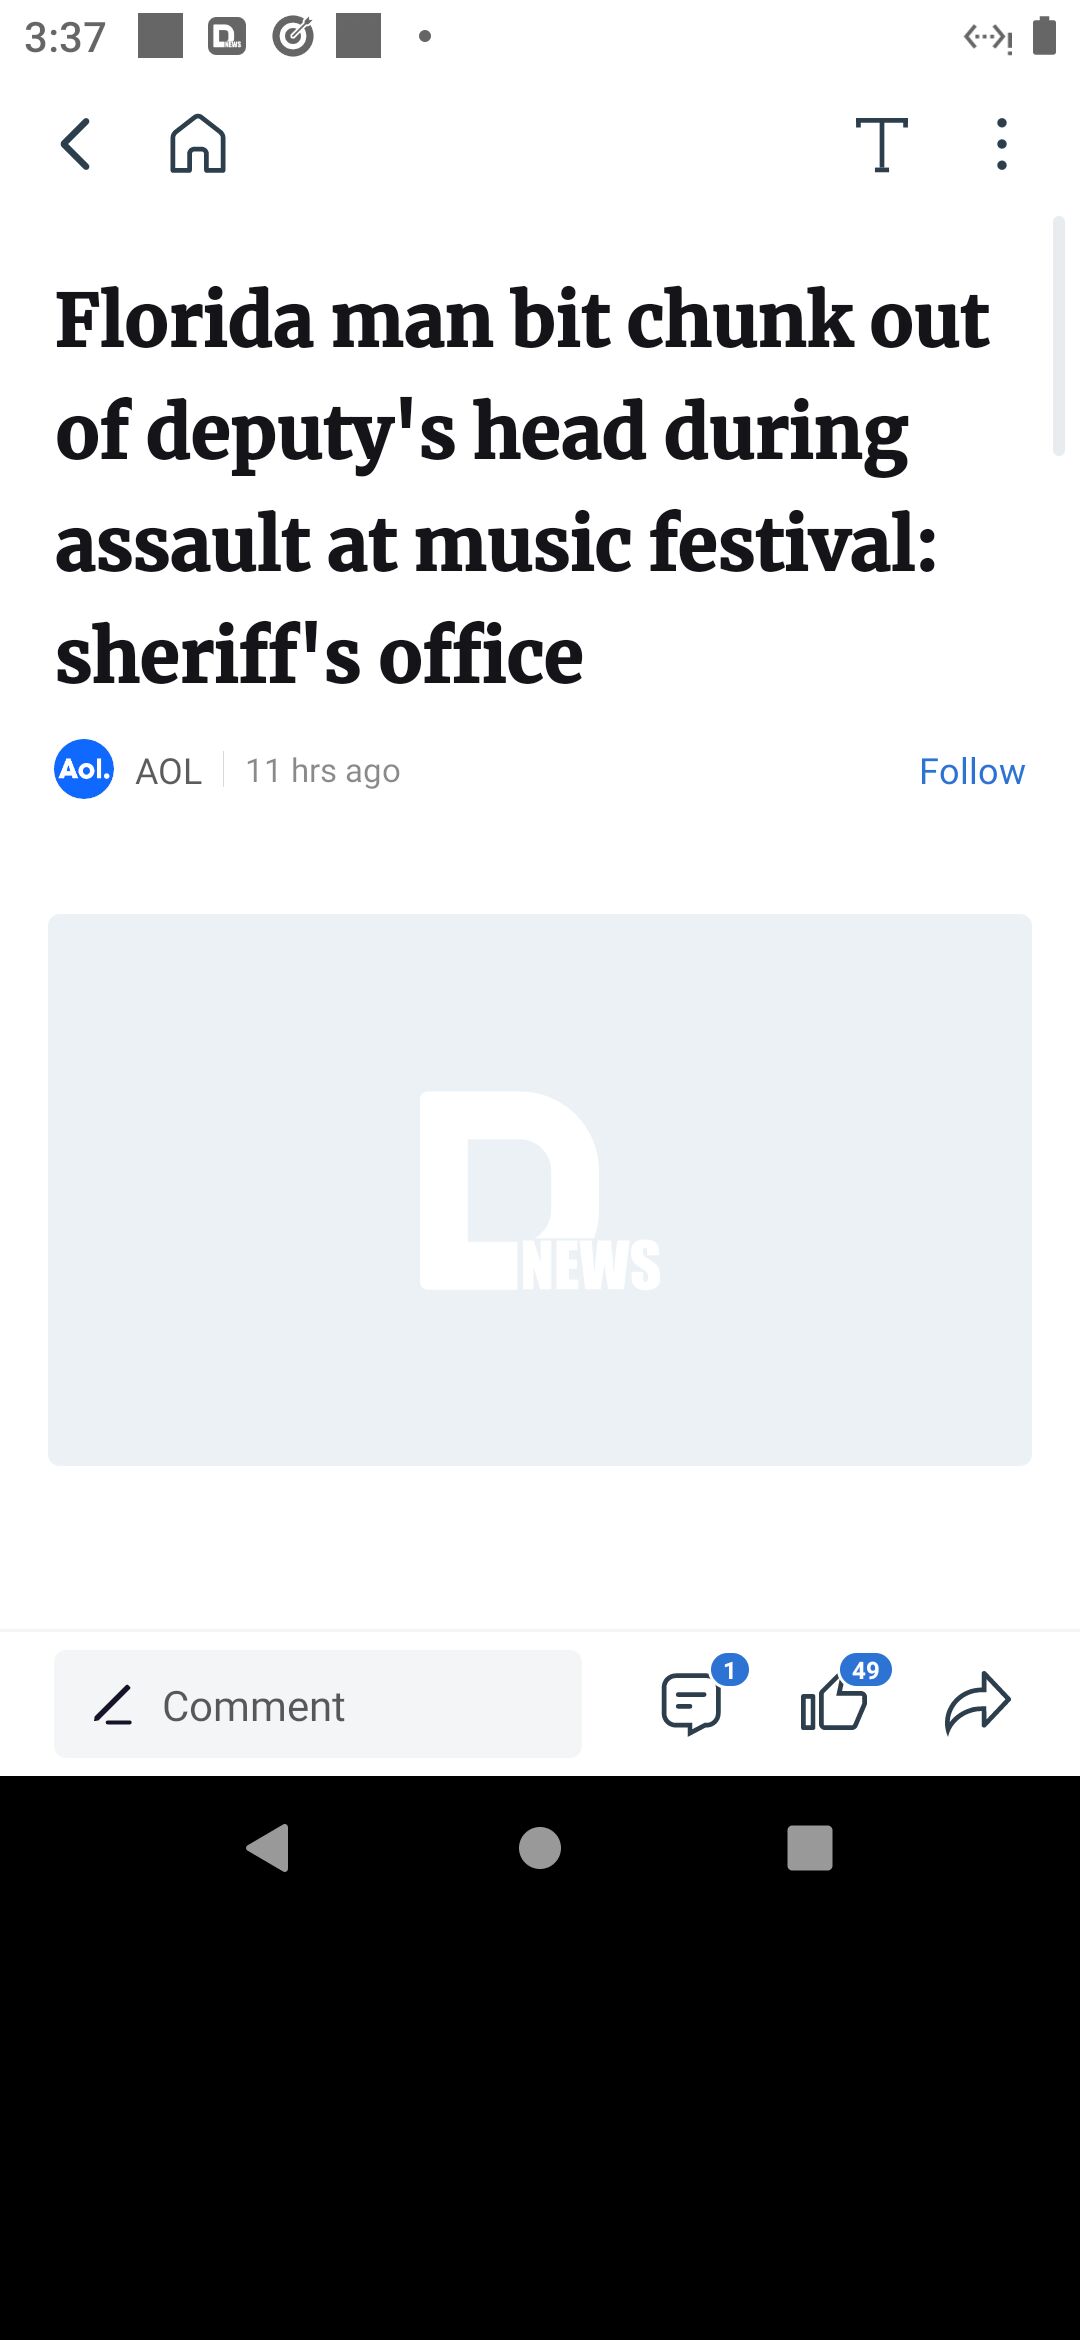 3:37
Florida man bit chunk out
of deputy's head during
assault at music festival:
sheriff's office
Aol. AOL 11 hrs ago Follow
D NEWS
Comment 1 49